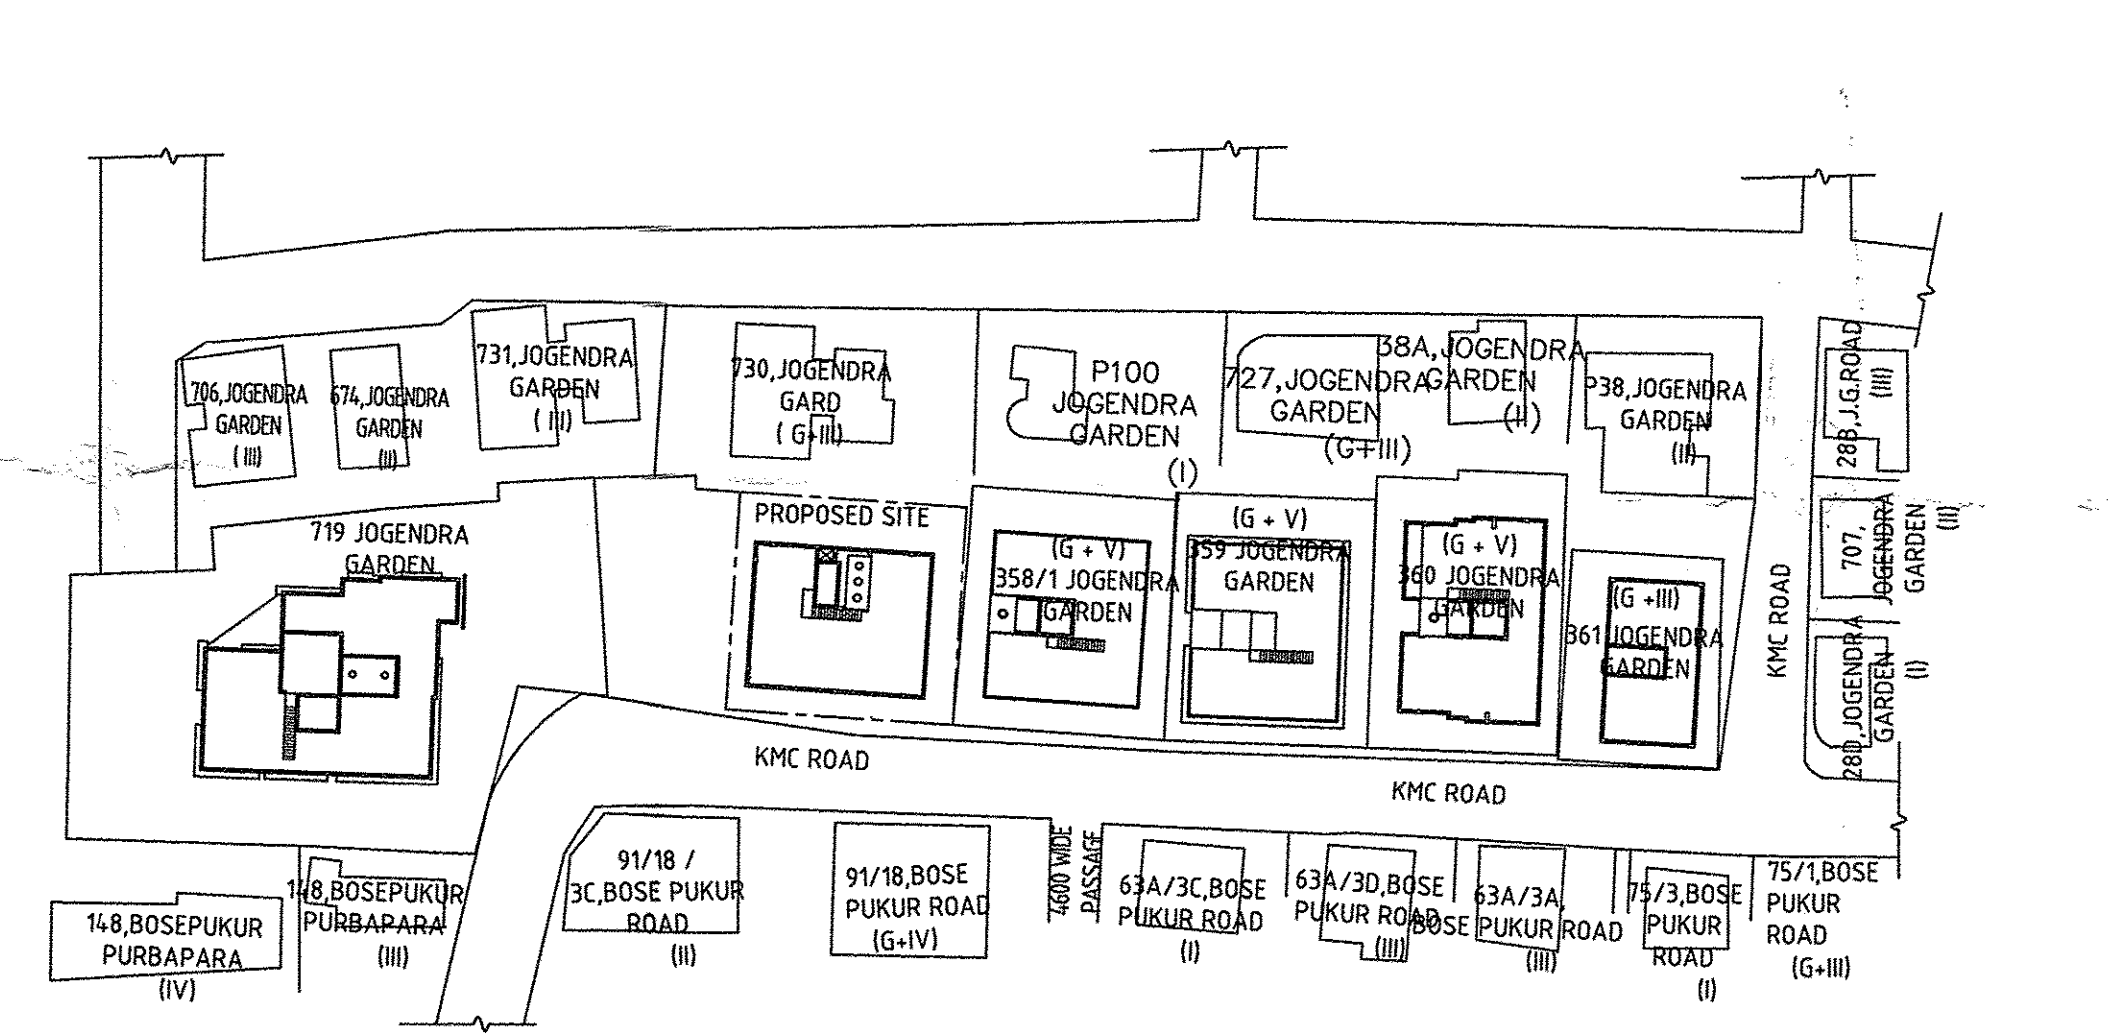 706,JOGENDRA
GARDEN
( III)
674,JOGENDRA
GARDEN
(II)
731,JOGENDRA
GARDEN
( III)
730,JOGENDRA
GARD
( G+III)
P100
JOGENDRA
GARDEN
(I)
727,JOGENDRA
GARDEN
(G+III)
38A,JOGENDRA
GARDEN
(II)
P38,JOGENDRA
GARDEN
(II)
28B,J.G.ROAD
(III)
719 JOGENDRA
GARDEN
PROPOSED SITE
(G + V)
358/1 JOGENDRA
GARDEN
(G + V)
359 JOGENDRA
GARDEN
(G + V)
360 JOGENDRA
GARDEN
(G +III)
361 JOGENDRA
GARDEN
KMC ROAD
707,
JOGENDRA
GARDEN
(II)
28D,JOGENDRA
GARDEN
(I)
KMC ROAD
KMC ROAD
148,BOSEPUKUR
PURBAPARA
(IV)
148,BOSEPUKUR
PURBAPARA
(III)
91/18 /
3C,BOSE PUKUR
ROAD
(II)
91/18,BOSE
PUKUR ROAD
(G+IV)
4600 WIDE
PASSAGE
63A/3C,BOSE
PUKUR ROAD
(I)
63A/3D,BOSE
PUKUR ROAD
(III)
63A/3A,
BOSE PUKUR ROAD
(III)
75/3,BOSE
PUKUR
ROAD
(I)
75/1,BOSE
PUKUR
ROAD
(G+III)